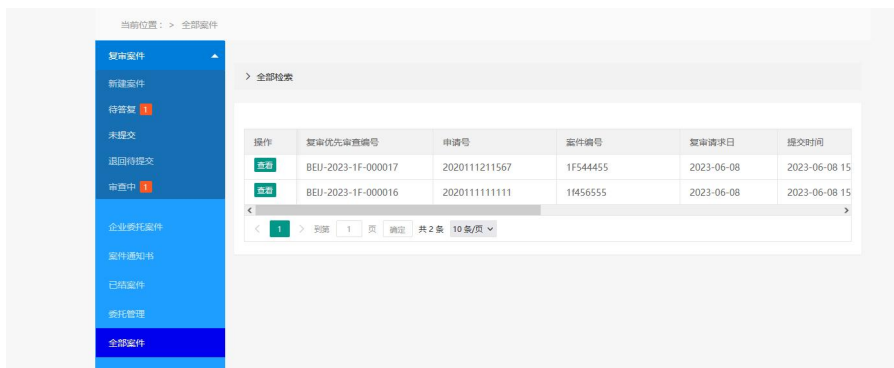 当前位置： > 全部案件
复审案件
新建案件
待答复 1
未提交
退回待提交
审查中 1
企业委托案件
案件通知书
已结案件
委托管理
全部案件
> 全部检索
操作 复审优先审查编号 申请号 案件编号 复审请求日 提交时间
查看 BEIJ-2023-1F-000017 2020111211567 1F544455 2023-06-08 2023-06-08 15
查看 BEIJ-2023-1F-000016 2020111111111 1f456555 2023-06-08 2023-06-08 15
< 1 > 到第 1 页 确定 共 2 条 10 条/页